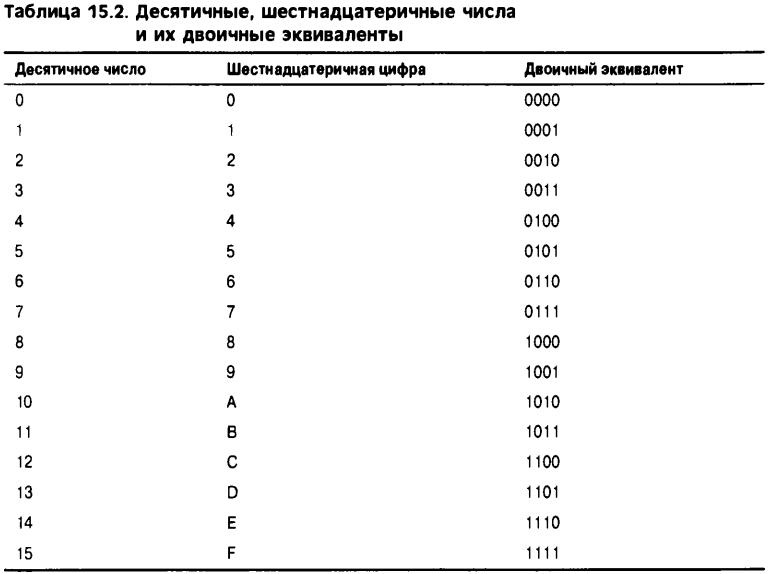 Таблица 15.2. Десятичные, шестнадцатеричные числа
и их двоичные эквиваленты
Десятичное число Шестнадцатеричная цифра Двоичный эквивалент
0 0 0000
1 1 0001
2 2 0010
3 3 0011
4 4 0100
5 5 0101
6 6 0110
7 7 0111
8 8 1000
9 9 1001
10 A 1010
11 B 1011
12 C 1100
13 D 1101
14 E 1110
15 F 1111